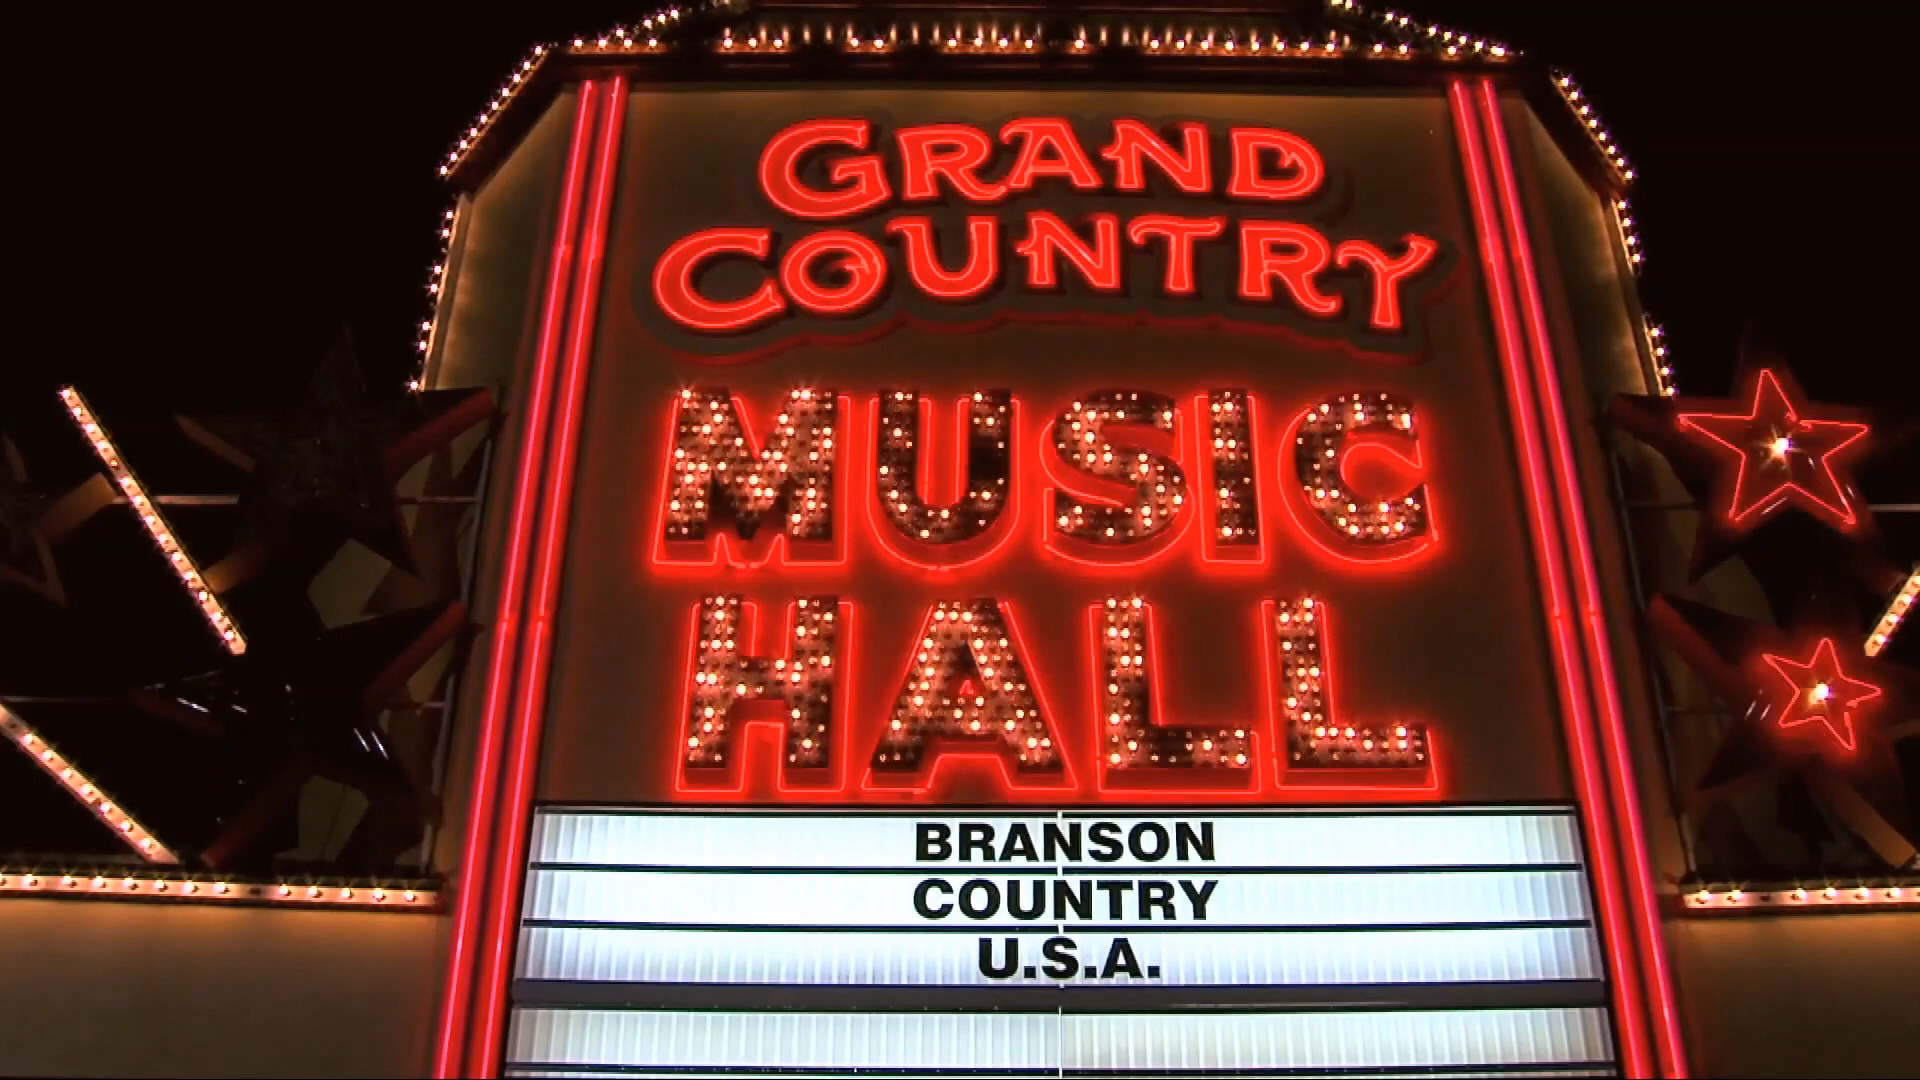 GRAND
COUNTRY
MUSIC
HALL
BRANSON
COUNTRY
U.S.A.